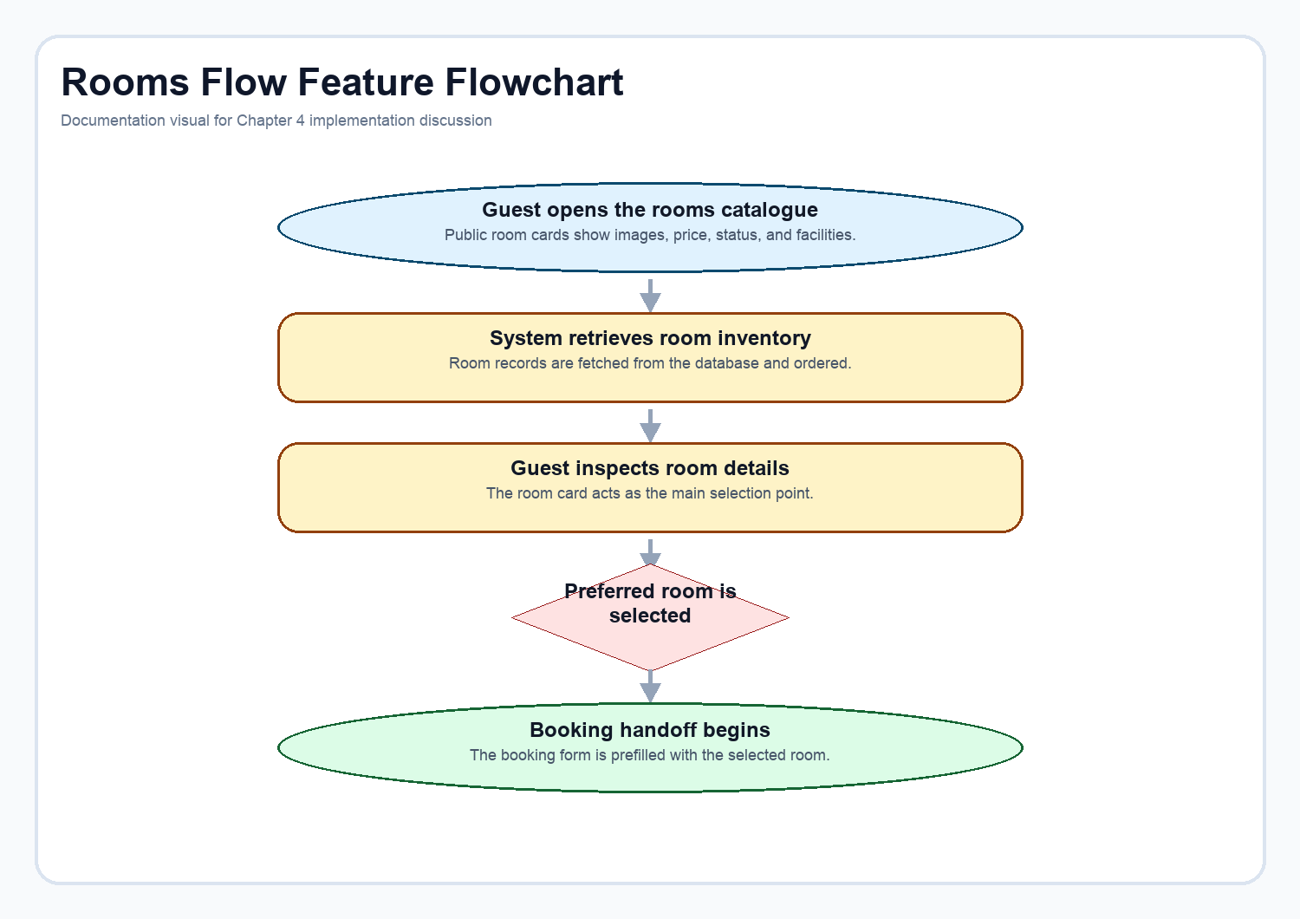 Rooms Flow Feature Flowchart
Documentation visual for Chapter 4 implementation discussion
Guest opens the rooms catalogue
Public room cards show images, price, status, and facilities.
System retrieves room inventory
Room records are fetched from the database and ordered.
Guest inspects room details
The room card acts as the main selection point.
Preferred room is
selected
Booking handoff begins
The booking form is prefilled with the selected room.